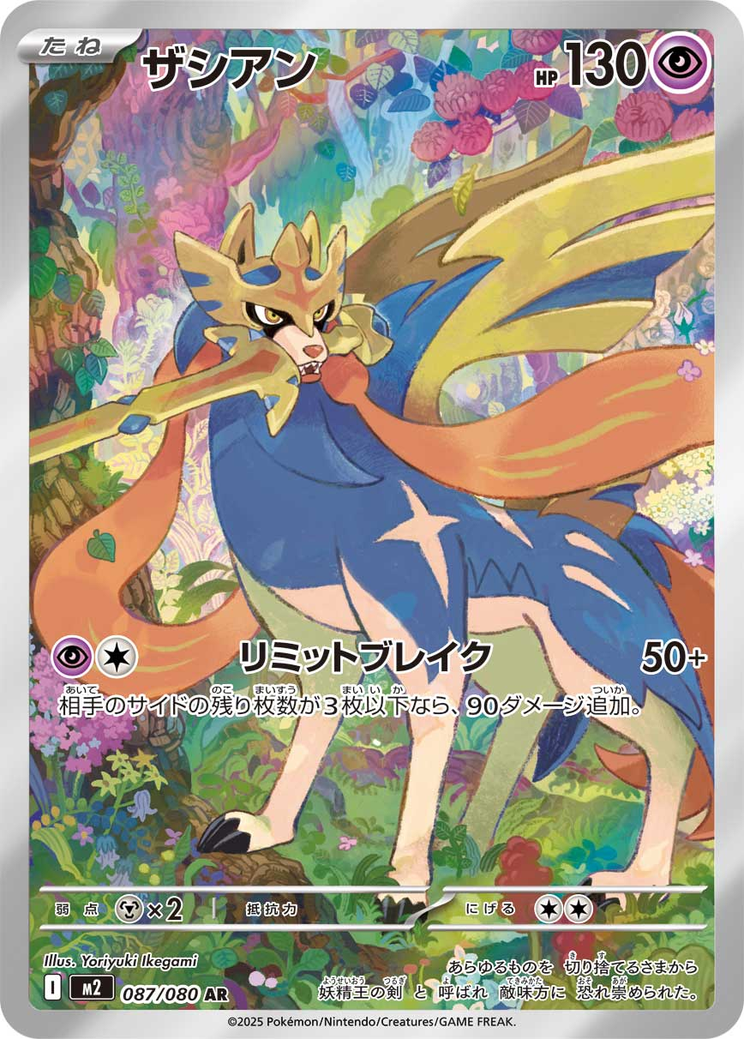 たね ザシアン HP 130
リミットブレイク 50+
相手のサイドの残り枚数が3枚以下なら、90ダメージ追加。
弱点 ×2 抵抗力 にげる
Illus. Yoriyuki Ikegami
I m2 087/080 AR
あらゆるものを 切り捨てるさまから
妖精王の剣 と 呼ばれ 敵味方に 恐れ崇められた。
©2025 Pokémon/Nintendo/Creatures/GAME FREAK.